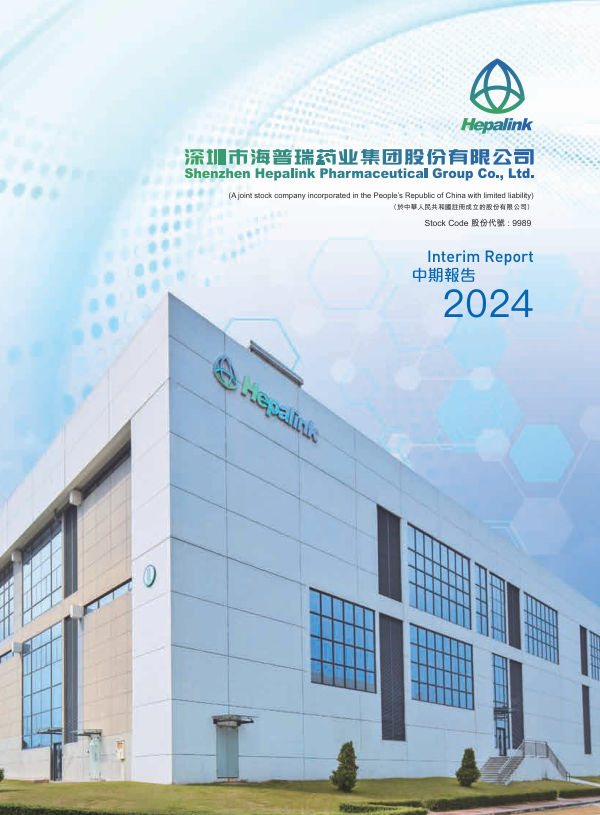 Hepalink
深圳市海普瑞药业集团股份有限公司
Shenzhen Hepalink Pharmaceutical Group Co., Ltd.
(A joint stock company incorporated in the People's Republic of China with limited liability)
（於中華人民共和國註冊成立的股份有限公司）
Stock Code 股份代號 : 9989
Interim Report
中期報告
2024
Hepalink